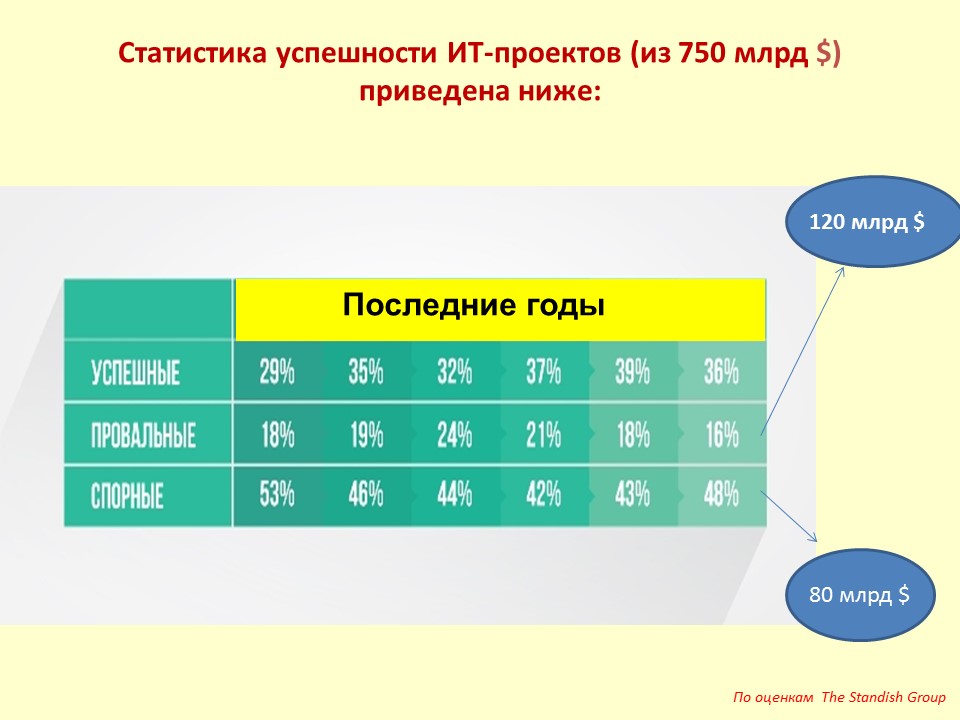 Статистика успешности ИТ-проектов (из 750 млрд $)
приведена ниже:
120 млрд $
Последние годы
УСПЕШНЫЕ 29% 35% 32% 37% 39% 36%
ПРОВАЛЬНЫЕ 18% 19% 24% 21% 18% 16%
СПОРНЫЕ 53% 46% 44% 42% 43% 48%
80 млрд $
По оценкам The Standish Group